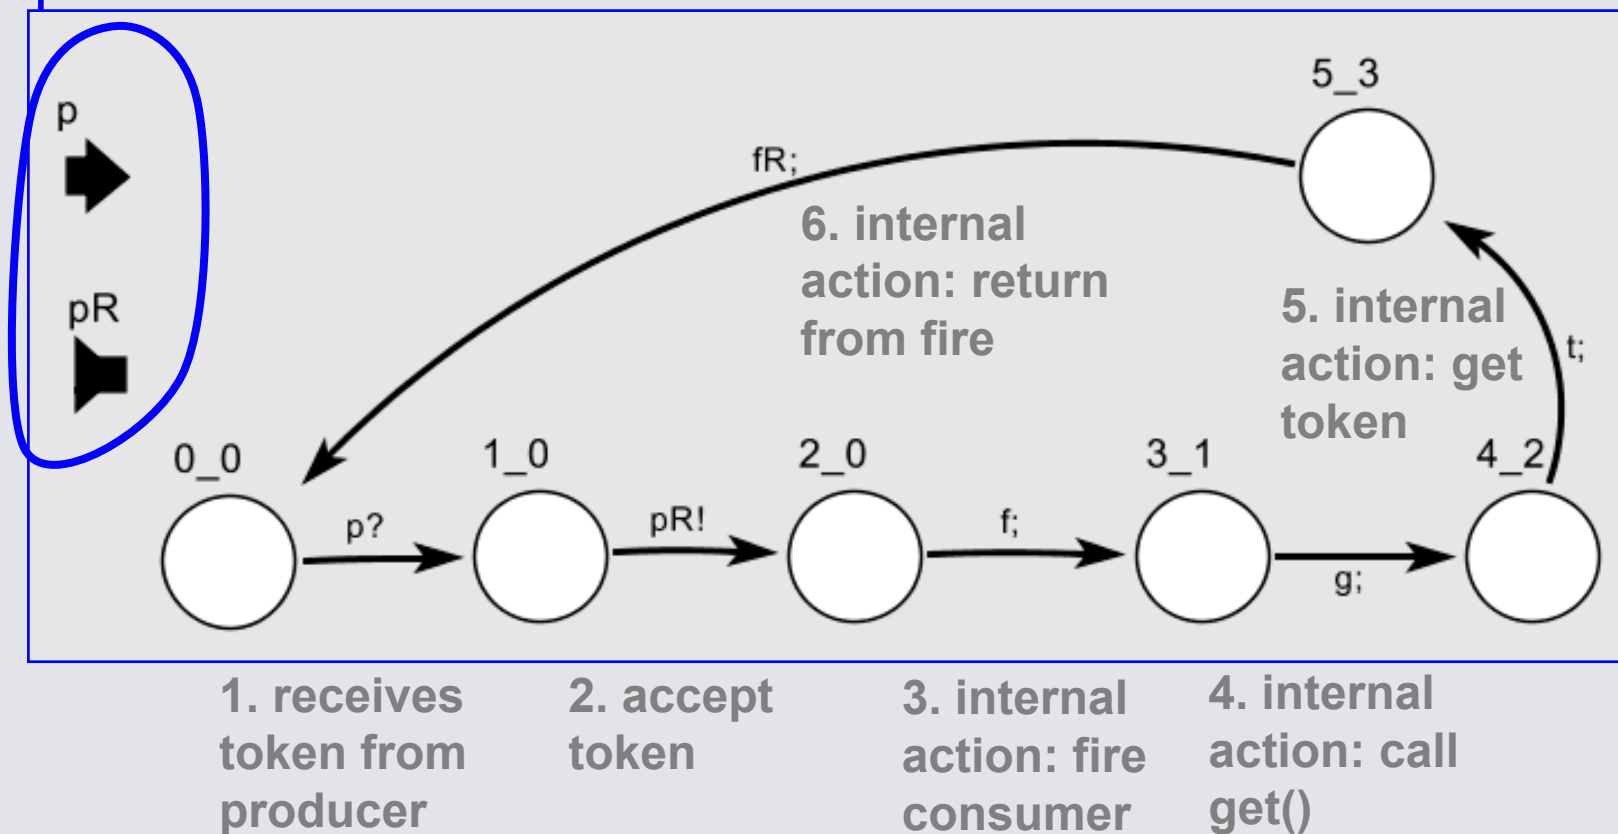 p
pR
5_3
fR;
6. internal
action: return
from fire
5. internal
action: get
token
t;
0_0
1_0
2_0
3_1
4_2
p?
pR!
f;
g;
1. receives
token from
producer
2. accept
token
3. internal
action: fire
consumer
4. internal
action: call
get()